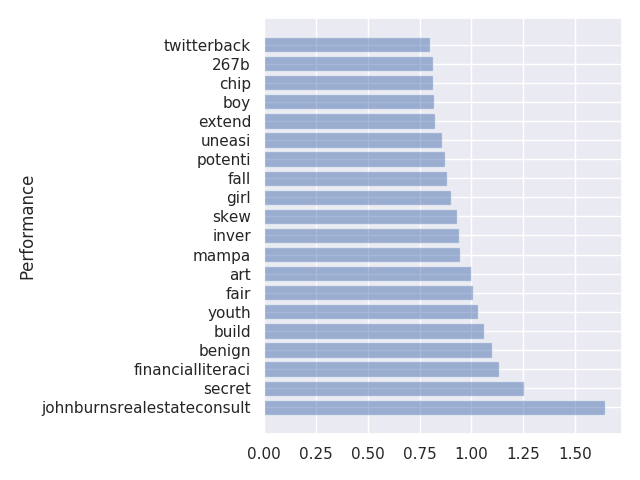 twitterback
267b
chip
boy
extend
uneasi
potenti
fall
girl
skew
inver
mampa
art
fair
youth
build
benign
financialliteraci
secret
johnburnsrealestateconsult
Performance
0.00 0.25 0.50 0.75 1.00 1.25 1.50